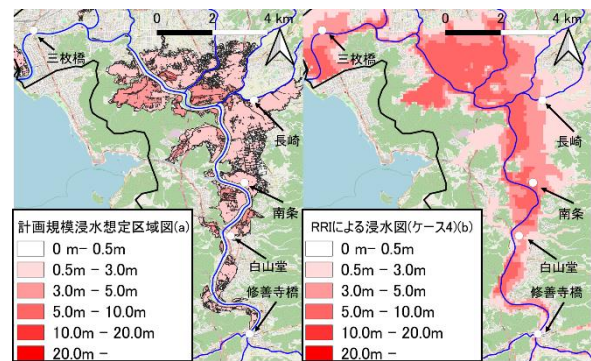 0 2 4 km
三枚橋
長崎
南条
白山堂
修善寺橋
計画規模浸水想定区域図(a)
0 m- 0.5m
0.5m - 3.0m
3.0m - 5.0m
5.0m - 10.0m
10.0m - 20.0m
20.0m -
0 2 4 km
三枚橋
長崎
南条
白山堂
修善寺橋
RRIによる浸水図(ケース4)(b)
0 m- 0.5m
0.5m - 3.0m
3.0m - 5.0m
5.0m - 10.0m
10.0m - 20.0m
20.0m -